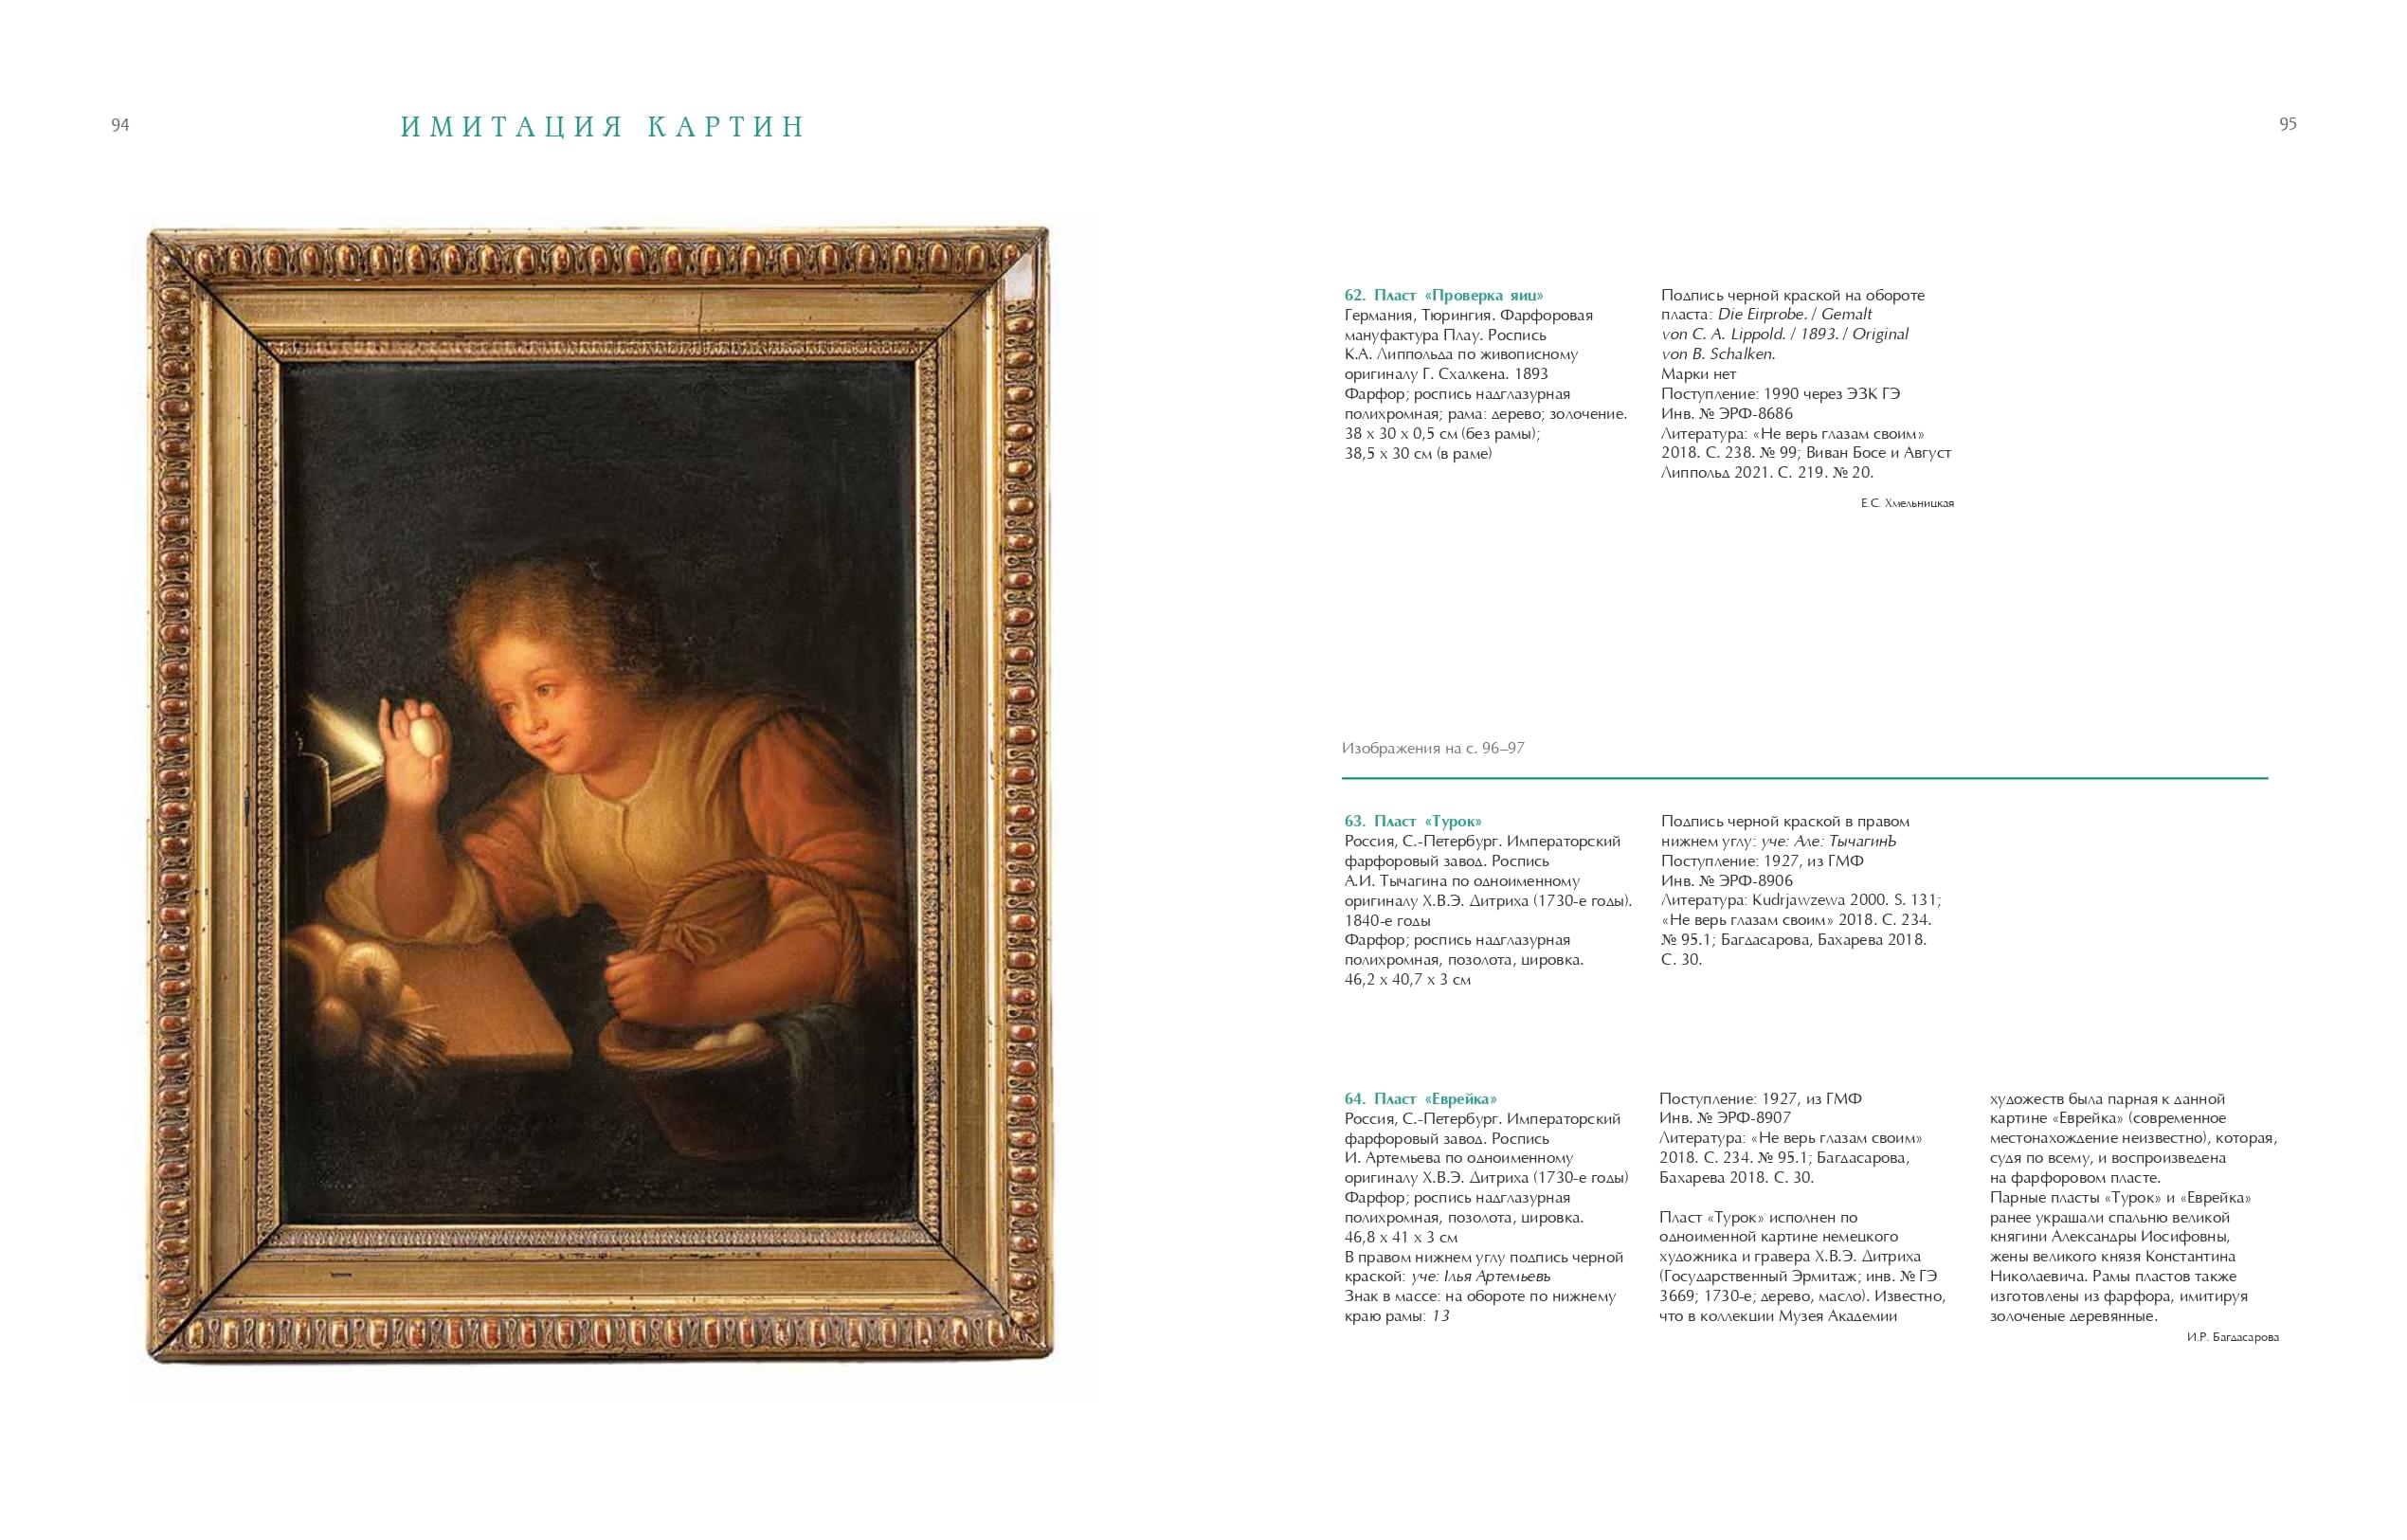 94
ИМИТАЦИЯ КАРТИН
95
62. Пласт «Проверка яиц»
Германия, Тюрингия. Фарфоровая
мануфактура Плау. Роспись
К.А. Липпольда по живописному
оригиналу Г. Схалкена. 1893
Фарфор; роспись надглазурная
полихромная; рама: дерево; золочение.
38 х 30 х 0,5 см (без рамы);
38,5 х 30 см (в раме)
Подпись черной краской на обороте
пласта: Die Eirprobe. / Gemalt
von C. A. Lippold. / 1893. / Original
von B. Schalken.
Марки нет
Поступление: 1990 через ЭЗК ГЭ
Инв. № ЭРФ-8686
Литература: «Не верь глазам своим»
2018. С. 238. № 99; Виван Босе и Август
Липпольд 2021. С. 219. № 20.
Е.С. Хмельницкая
Изображения на с. 96–97
63. Пласт «Турок»
Россия, С.-Петербург. Императорский
фарфоровый завод. Роспись
А.И. Тычагина по одноименному
оригиналу Х.В.Э. Дитриха (1730-е годы).
1840-е годы
Фарфор; роспись надглазурная
полихромная, позолота, цировка.
46,2 х 40,7 х 3 см
Подпись черной краской в правом
нижнем углу: уче: Але: ТычагинЪ
Поступление: 1927, из ГМФ
Инв. № ЭРФ-8906
Литература: Kudrjawzewa 2000. S. 131;
«Не верь глазам своим» 2018. С. 234.
№ 95.1; Багдасарова, Бахарева 2018.
С. 30.
64. Пласт «Еврейка»
Россия, С.-Петербург. Императорский
фарфоровый завод. Роспись
И. Артемьева по одноименному
оригиналу Х.В.Э. Дитриха (1730-е годы)
Фарфор; роспись надглазурная
полихромная, позолота, цировка.
46,8 х 41 х 3 см
В правом нижнем углу подпись черной
краской: уче: Iлья Артемьевь
Знак в массе: на обороте по нижнему
краю рамы: 13
Поступление: 1927, из ГМФ
Инв. № ЭРФ-8907
Литература: «Не верь глазам своим»
2018. С. 234. № 95.1; Багдасарова,
Бахарева 2018. С. 30.
Пласт «Турок» исполнен по
одноименной картине немецкого
художника и гравера Х.В.Э. Дитриха
(Государственный Эрмитаж; инв. № ГЭ
3669; 1730-е; дерево, масло). Известно,
что в коллекции Музея Академии
художеств была парная к данной
картине «Еврейка» (современное
местонахождение неизвестно), которая,
судя по всему, и воспроизведена
на фарфоровом пласте.
Парные пласты «Турок» и «Еврейка»
ранее украшали спальню великой
княгини Александры Иосифовны,
жены великого князя Константина
Николаевича. Рамы пластов также
изготовлены из фарфора, имитируя
золоченые деревянные.
И.Р. Багдасарова